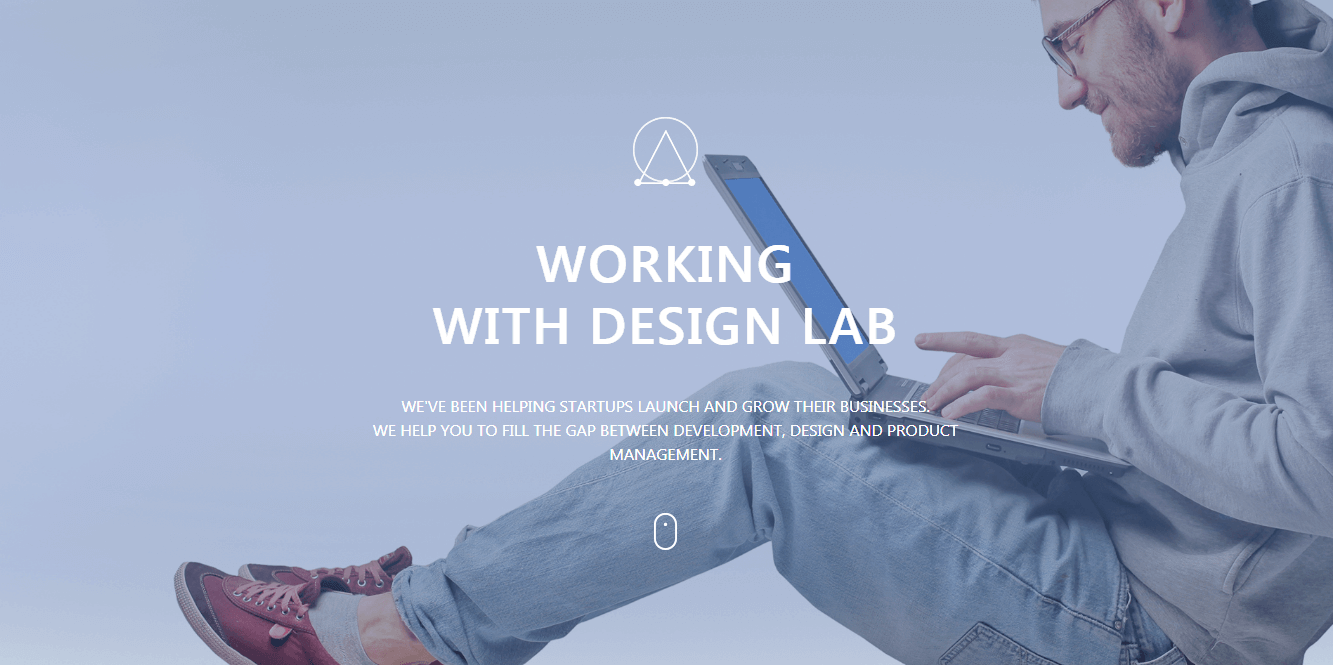 WORKING
WITH DESIGN LAB
WE'VE BEEN HELPING STARTUPS LAUNCH AND GROW THEIR BUSINESSES.
WE HELP YOU TO FILL THE GAP BETWEEN DEVELOPMENT, DESIGN AND PRODUCT
MANAGEMENT.